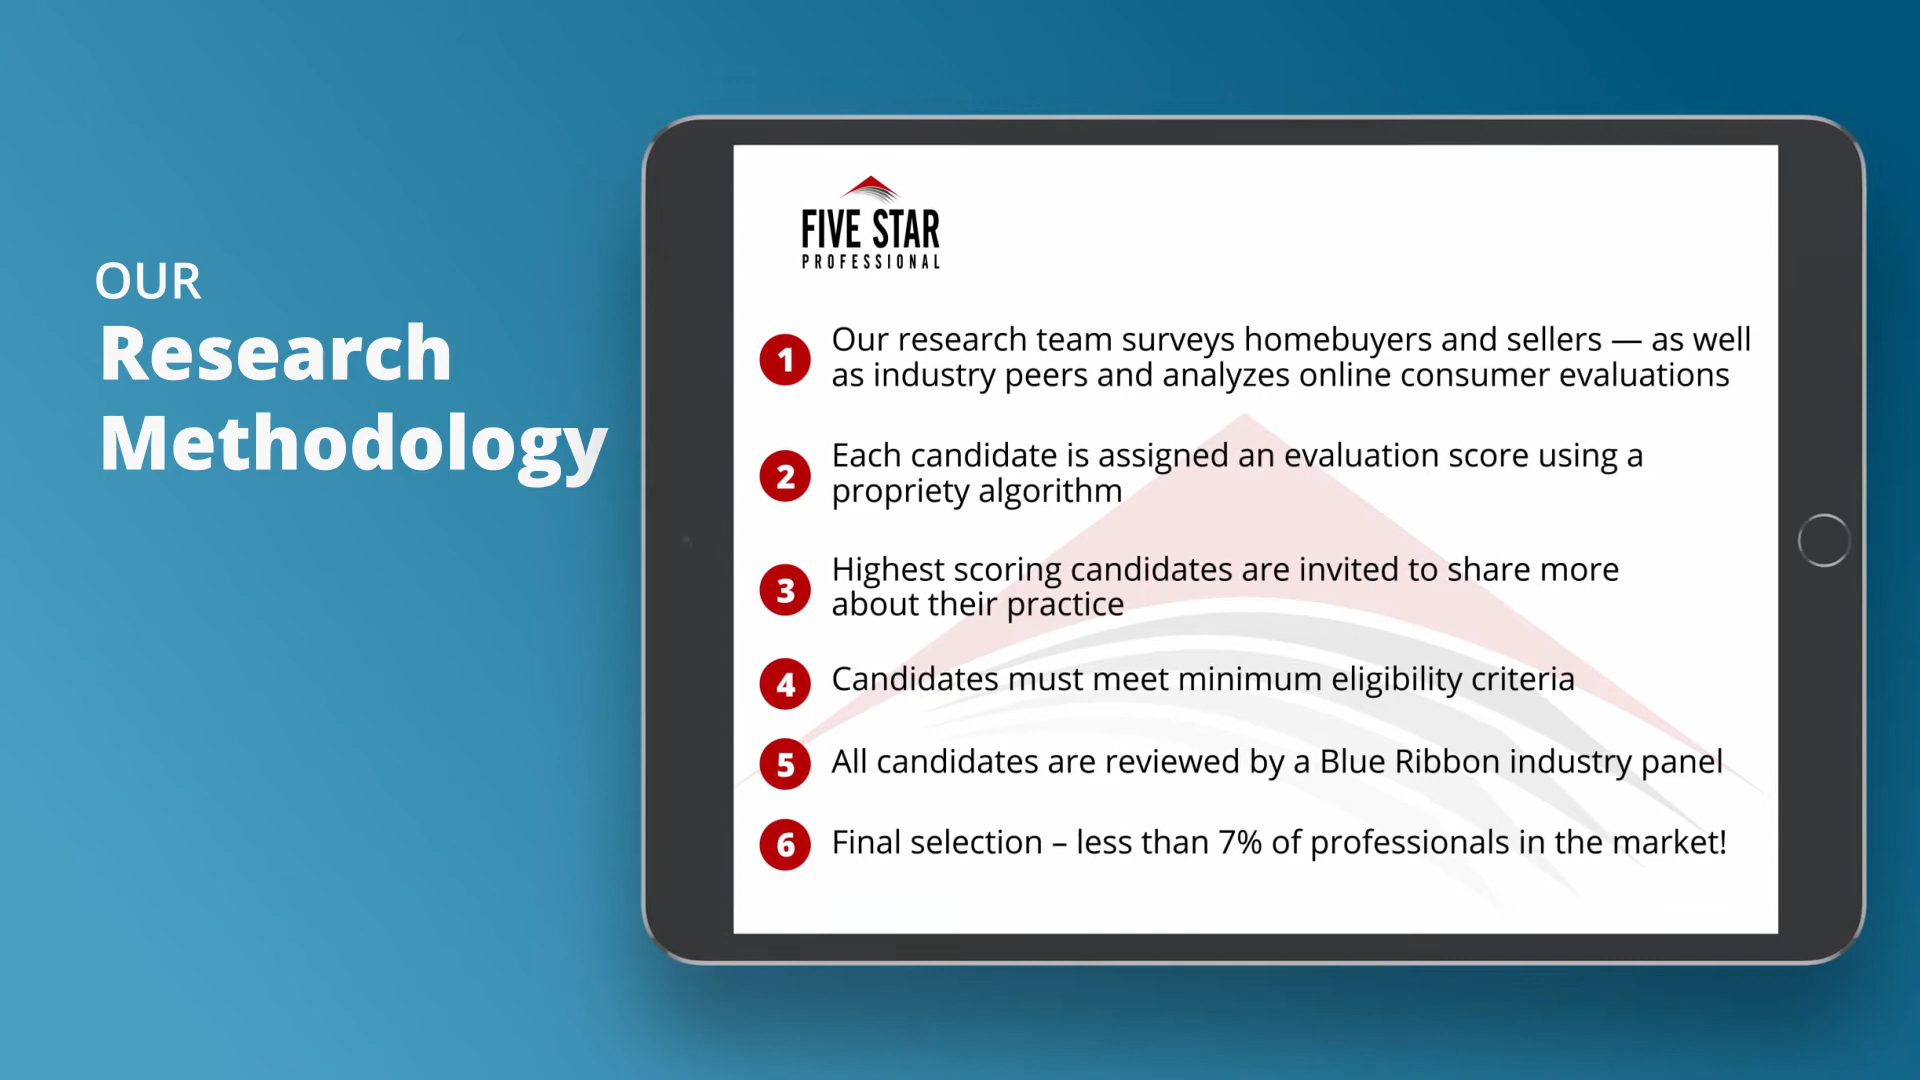 OUR
Research
Methodology
FIVE STAR
PROFESSIONAL
1 Our research team surveys homebuyers and sellers — as well
as industry peers and analyzes online consumer evaluations
2 Each candidate is assigned an evaluation score using a
propriety algorithm
3 Highest scoring candidates are invited to share more
about their practice
4 Candidates must meet minimum eligibility criteria
5 All candidates are reviewed by a Blue Ribbon industry panel
6 Final selection – less than 7% of professionals in the market!